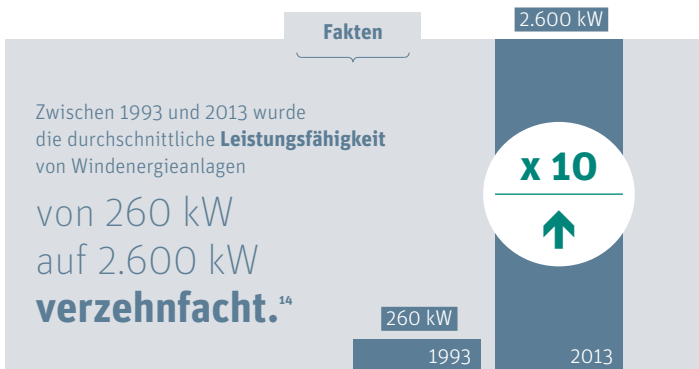 Fakten
Zwischen 1993 und 2013 wurde
die durchschnittliche Leistungsfähigkeit
von Windenergieanlagen
von 260 kW
auf 2.600 kW
verzehnfacht.¹⁴
2.600 kW
x 10
260 kW
1993
2013